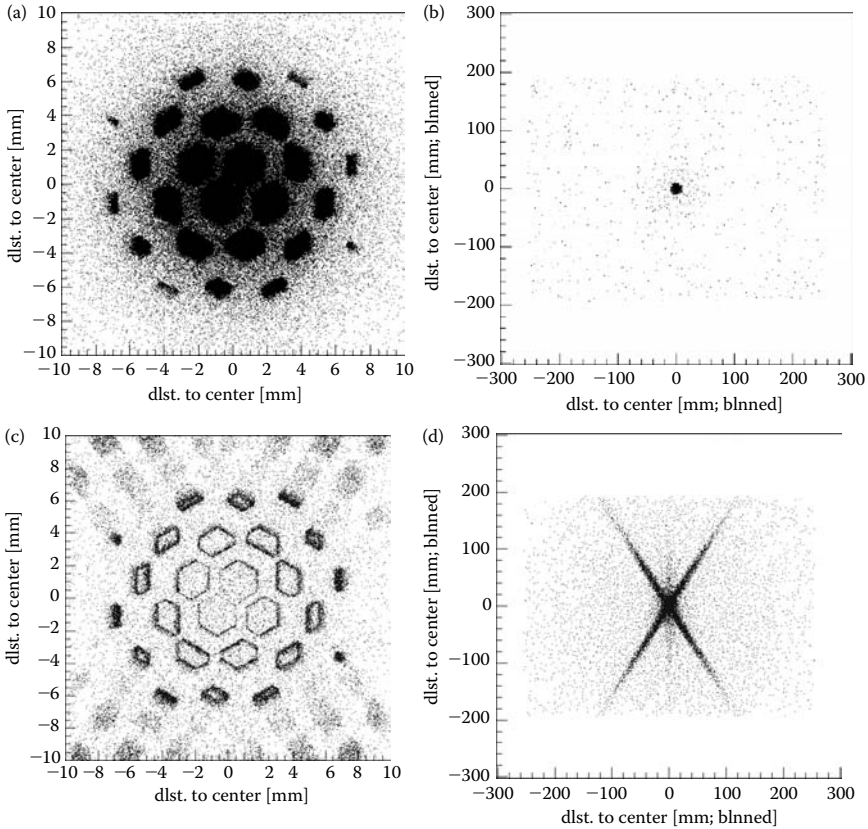 (a)
10
8
6
4
2
0
−2
−4
−6
−8
10
−10 −8 −6 −4 −2 0 2 4 6 8 10
dlst. to center [mm]
dlst. to center [mm]
(b)
300
200
100
0
−100
−200
−300
−300 −200 −100 0 100 200 300
dlst. to center [mm; blnned]
dlst. to center [mm; blnned]
(c)
10
8
6
4
2
0
−2
−4
−6
−8
−10
−10 −8 −6 −4 −2 0 2 4 6 8 10
dlst. to center [mm]
dlst. to center [mm]
(d)
300
200
100
0
−100
−200
−300
−300 −200 −100 0 100 200 300
dlst. to center [mm; blnned]
dlst. to center [mm; blnned]